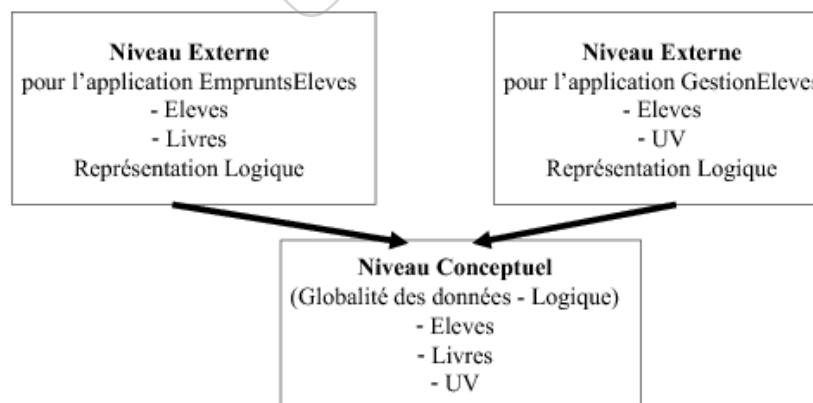 Niveau Externe
pour l'application EmpruntsEleves
- Eleves
- Livres
Représentation Logique
Niveau Externe
pour l'application GestionEleves
- Eleves
- UV
Représentation Logique
Niveau Conceptuel
(Globalité des données - Logique)
- Eleves
- Livres
- UV